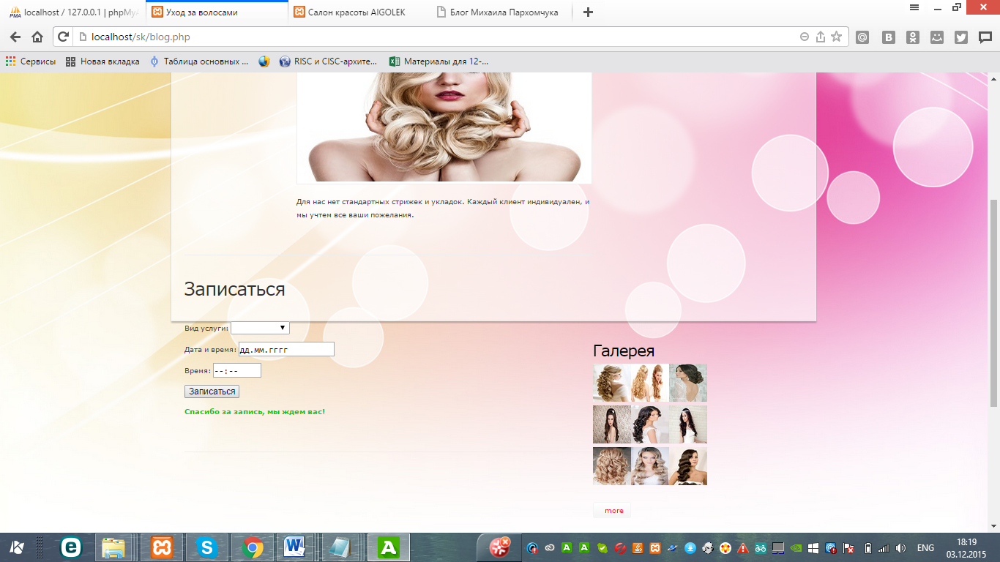 localhost / 127.0.0.1 | phpMyA
Уход за волосами
Салон красоты AIGOLEK
Блог Михаила Пархомчука
localhost/sk/blog.php
Сервисы
Новая вкладка
Таблица основных ...
RISC и CISC-архите...
Материалы для 12-...
Для нас нет стандартных стрижек и укладок. Каждый клиент индивидуален, и
мы учтем все ваши пожелания.
Записаться
Вид услуги:
Дата и время: дд.мм.гггг
Время: --:--
Записаться
Спасибо за запись, мы ждем вас!
Галерея
more
ENG
18:19
03.12.2015